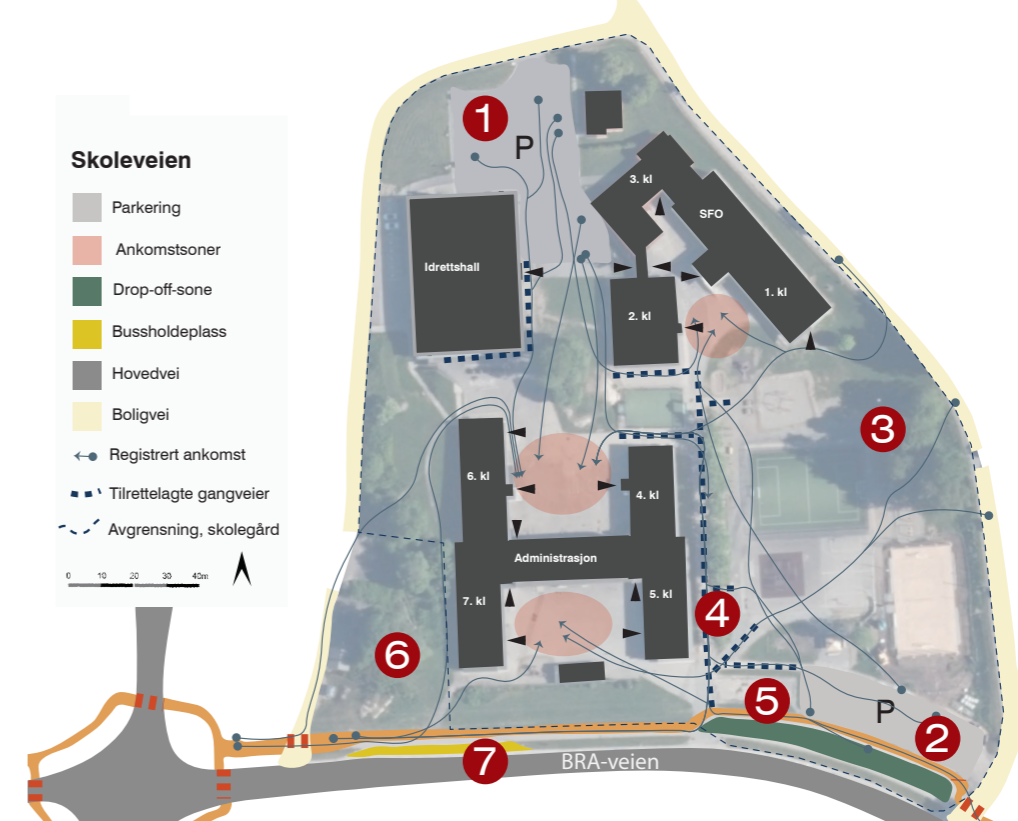 Skoleveien
Parkering
Ankomstsoner
Drop-off-sone
Bussholdeplass
Hovedvei
Boligvei
Registrert ankomst
Tilrettelagte gangveier
Avgrensning, skolegård
0 10 20 30 40m
1
P
3. kl
SFO
Idrettshall
1. kl
2. kl
3
6. kl
4. kl
Administrasjon
7. kl
5. kl
4
6
5
P
2
7
BRA-veien